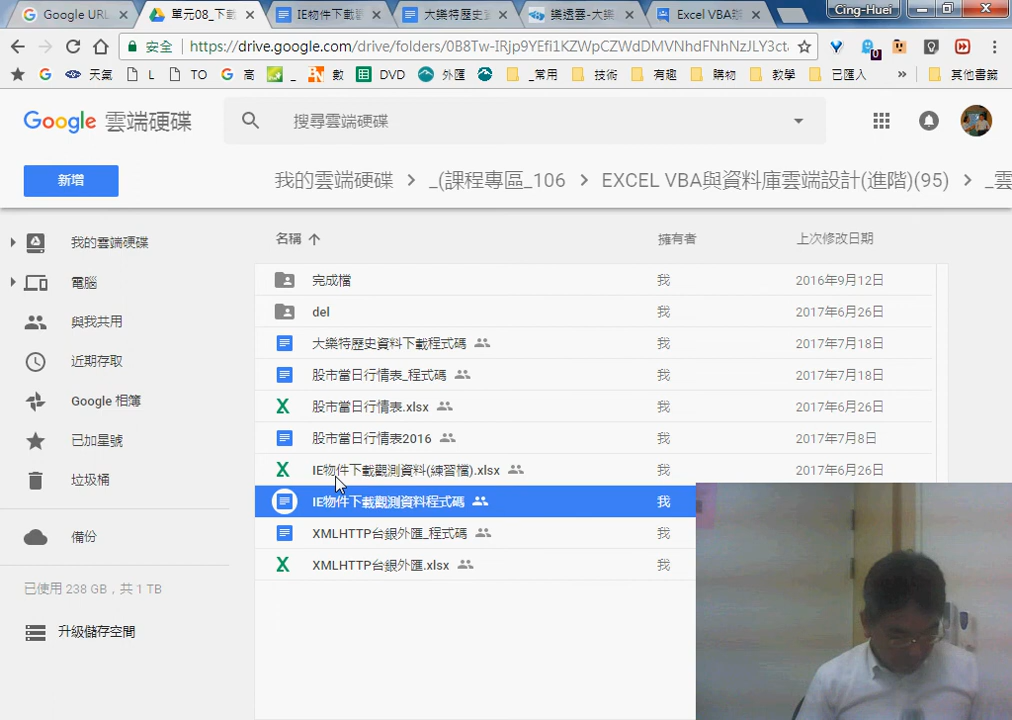 Google URL
單元08_下載
IE物件下載
大樂特歷史
樂透雲-大樂
Excel VBA
Cing-Huei
安全
https://drive.google.com/drive/folders/0B8Tw-IRjp9YEfi1KZWpCZWdDMVNhdFNhNzJLY3ct
天氣
L
TO
高
_
數
DVD
外匯
_常用
技術
有趣
購物
教學
已匯入
»
其他書籤
Google 雲端硬碟
搜尋雲端硬碟
新增
我的雲端硬碟 > _(課程專區_106 > EXCEL VBA與資料庫雲端設計(進階)(95) > _雲
我的雲端硬碟
電腦
與我共用
近期存取
Google 相簿
已加星號
垃圾桶
備份
已使用 238 GB，共 1 TB
升級儲存空間
名稱 ↑ 擁有者 上次修改日期
完成檔 我 2016年9月12日
del 我 2017年6月26日
大樂特歷史資料下載程式碼 我 2017年7月18日
股市當日行情表_程式碼 我 2017年7月18日
股市當日行情表.xlsx 我 2017年6月26日
股市當日行情表2016 我 2017年7月8日
IE物件下載觀測資料(練習檔).xlsx 我 2017年6月26日
IE物件下載觀測資料程式碼 我
XMLHTTP台銀外匯_程式碼 我
XMLHTTP台銀外匯.xlsx 我